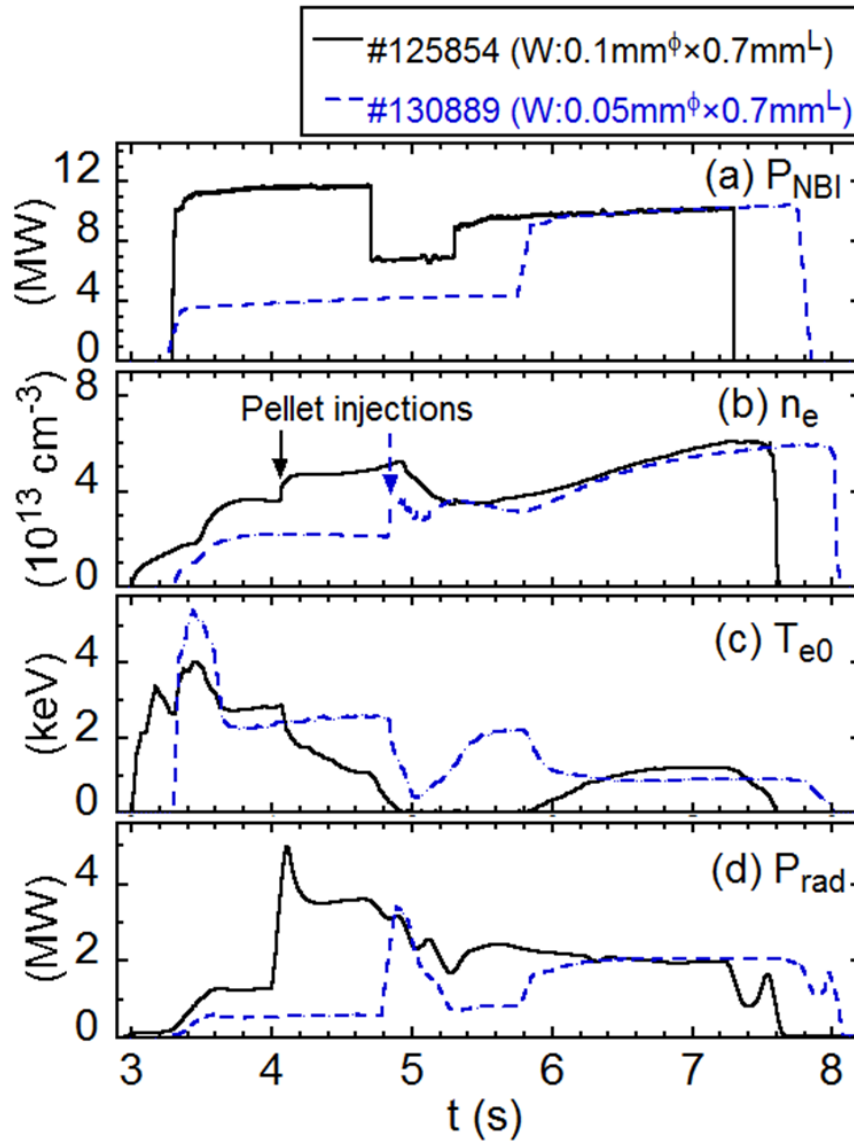 #125854 (W:0.1mmᶲ×0.7mmᴸ)
#130889 (W:0.05mmᶲ×0.7mmᴸ)
(a) P_NBI
12
8
4
0
(MW)
(b) n_e
Pellet injections
8
4
0
(10¹³ cm⁻³)
(c) T_e0
4
2
0
(keV)
(d) P_rad
4
2
0
(MW)
3 4 5 6 7 8
t (s)